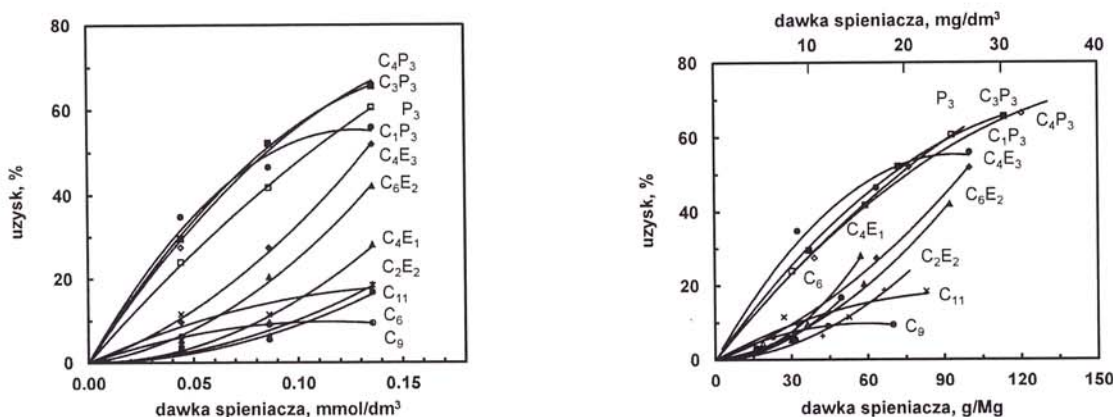 80
60
40
20
0
uzysk, %
0.00 0.05 0.10 0.15
dawka spieniacza, mmol/dm³
C₄P₃
C₃P₃
P₃
C₁P₃
C₄E₃
C₆E₂
C₄E₁
C₂E₂
C₁₁
C₆
C₉
dawka spieniacza, mg/dm³
10 20 30 40
80
60
40
20
0
uzysk, %
0 30 60 90 120 150
dawka spieniacza, g/Mg
P₃
C₃P₃
C₄P₃
C₁P₃
C₄E₃
C₆E₂
C₄E₁
C₂E₂
C₆
C₁₁
C₉